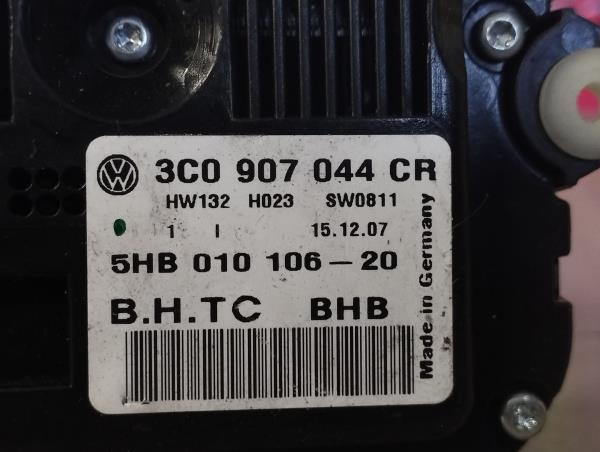 3C0 907 044 CR
HW132 H023 SW0811
1 I 15.12.07
5HB 010 106-20
B.H.TC BHB
Made in Germany